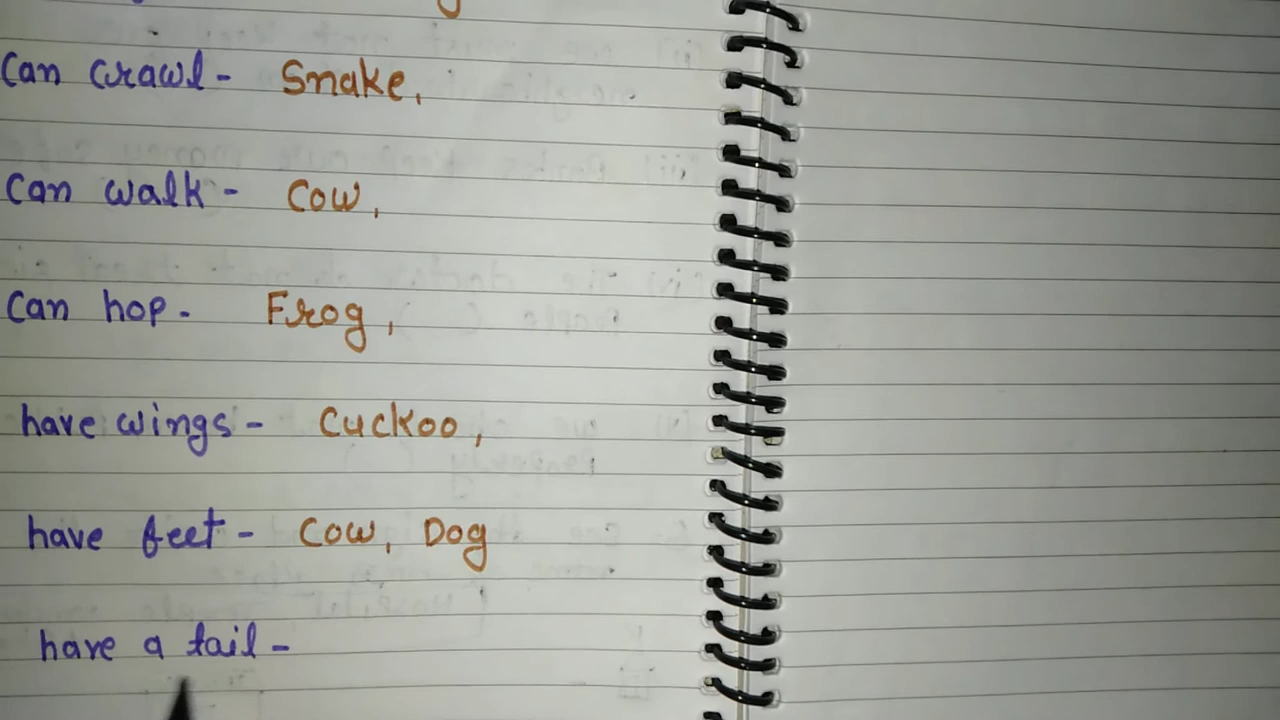 Can crawl- Snake,
Can walk- Cow,
Can hop- Frog,
have wings- Cuckoo,
have feet- Cow, Dog
have a tail-